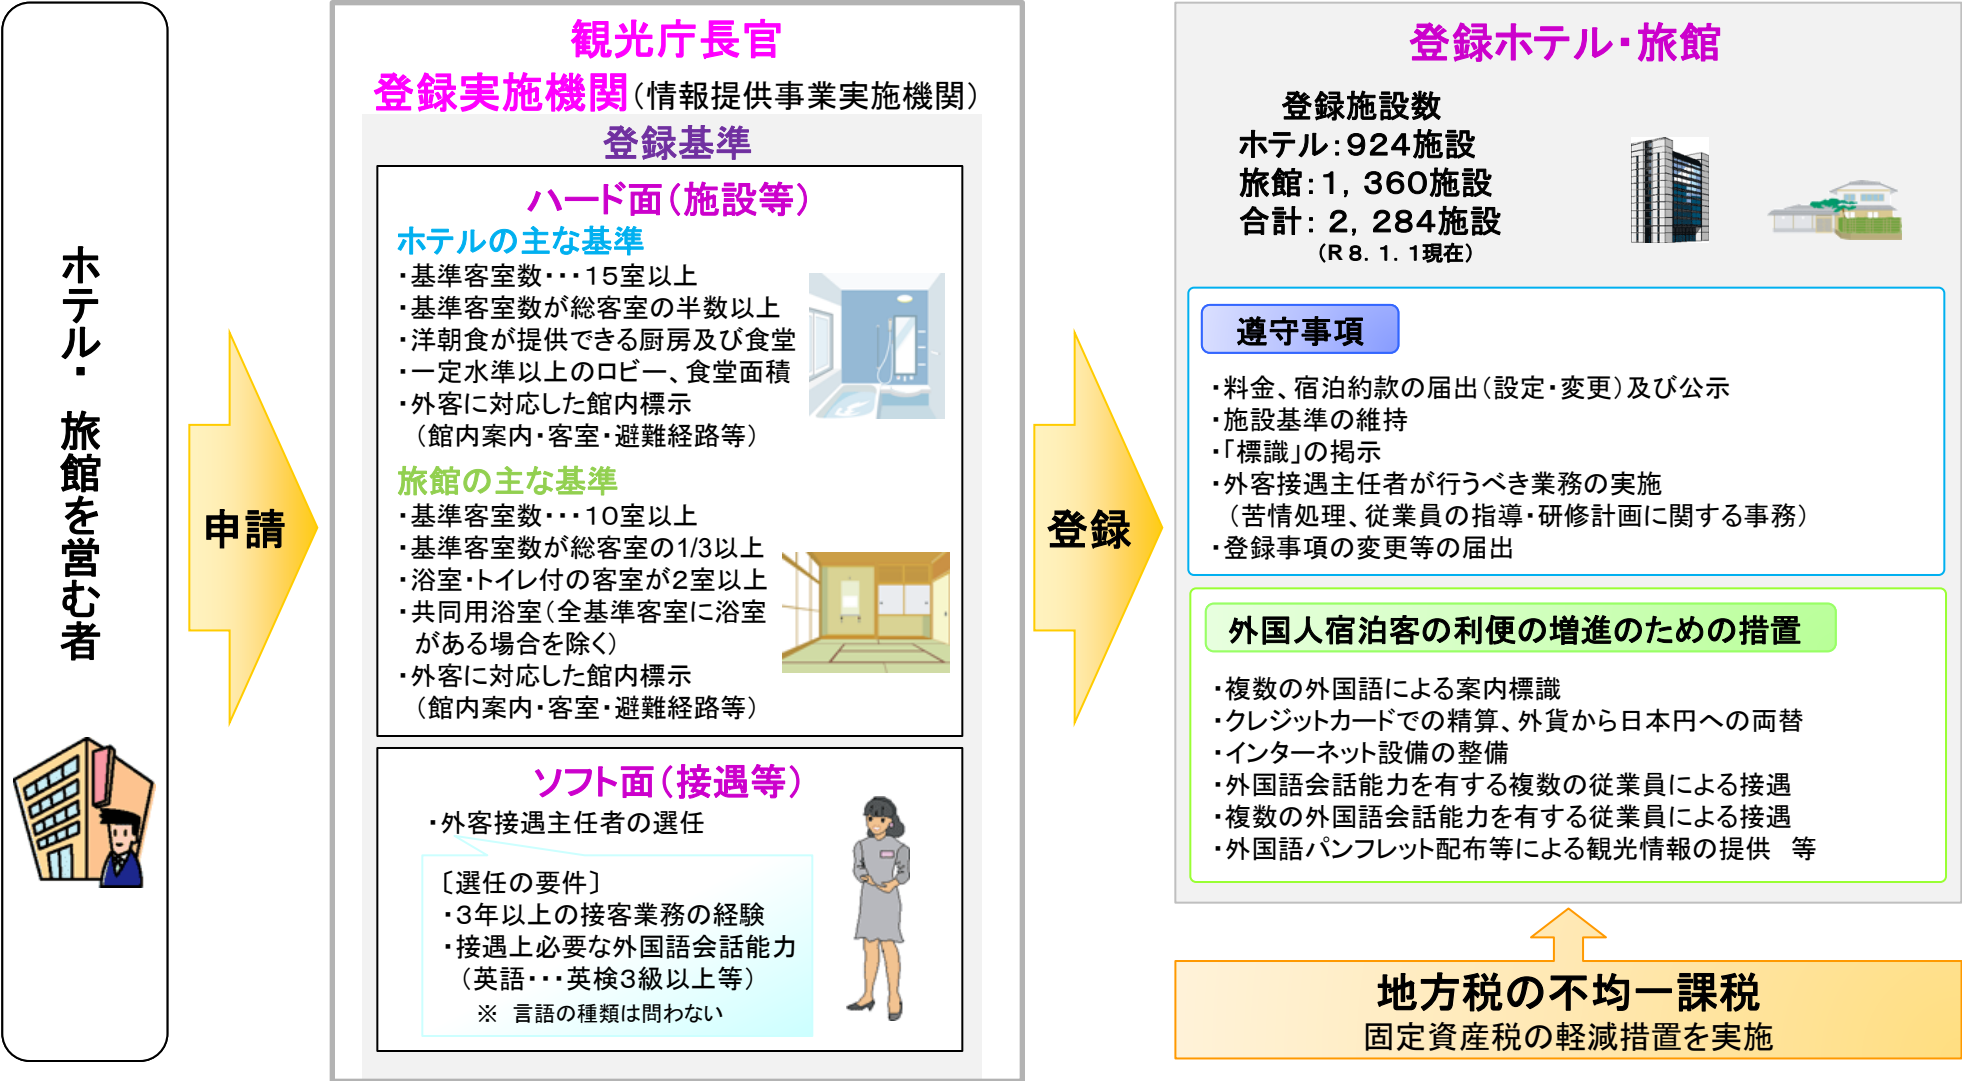 ホテル・旅館を営む者
申請
観光庁長官
登録実施機関(情報提供事業実施機関)
登録基準
ハード面(施設等)
ホテルの主な基準
・基準客室数・・・15室以上
・基準客室数が総客室の半数以上
・洋朝食が提供できる厨房及び食堂
・一定水準以上のロビー、食堂面積
・外客に対応した館内標示
(館内案内・客室・避難経路等)
旅館の主な基準
・基準客室数・・・10室以上
・基準客室数が総客室の1/3以上
・浴室・トイレ付の客室が2室以上
・共同用浴室(全基準客室に浴室
がある場合を除く)
・外客に対応した館内標示
(館内案内・客室・避難経路等)
ソフト面(接遇等)
・外客接遇主任者の選任
〔選任の要件〕
・3年以上の接客業務の経験
・接遇上必要な外国語会話能力
(英語・・・英検3級以上等)
※ 言語の種類は問わない
登録
登録ホテル・旅館
登録施設数
ホテル:924施設
旅館:1,360施設
合計:2,284施設
(R8.1.1現在)
遵守事項
・料金、宿泊約款の届出(設定・変更)及び公示
・施設基準の維持
・「標識」の掲示
・外客接遇主任者が行うべき業務の実施
(苦情処理、従業員の指導・研修計画に関する事務)
・登録事項の変更等の届出
外国人宿泊客の利便の増進のための措置
・複数の外国語による案内標識
・クレジットカードでの精算、外貨から日本円への両替
・インターネット設備の整備
・外国語会話能力を有する複数の従業員による接遇
・複数の外国語会話能力を有する従業員による接遇
・外国語パンフレット配布等による観光情報の提供 等
地方税の不均一課税
固定資産税の軽減措置を実施